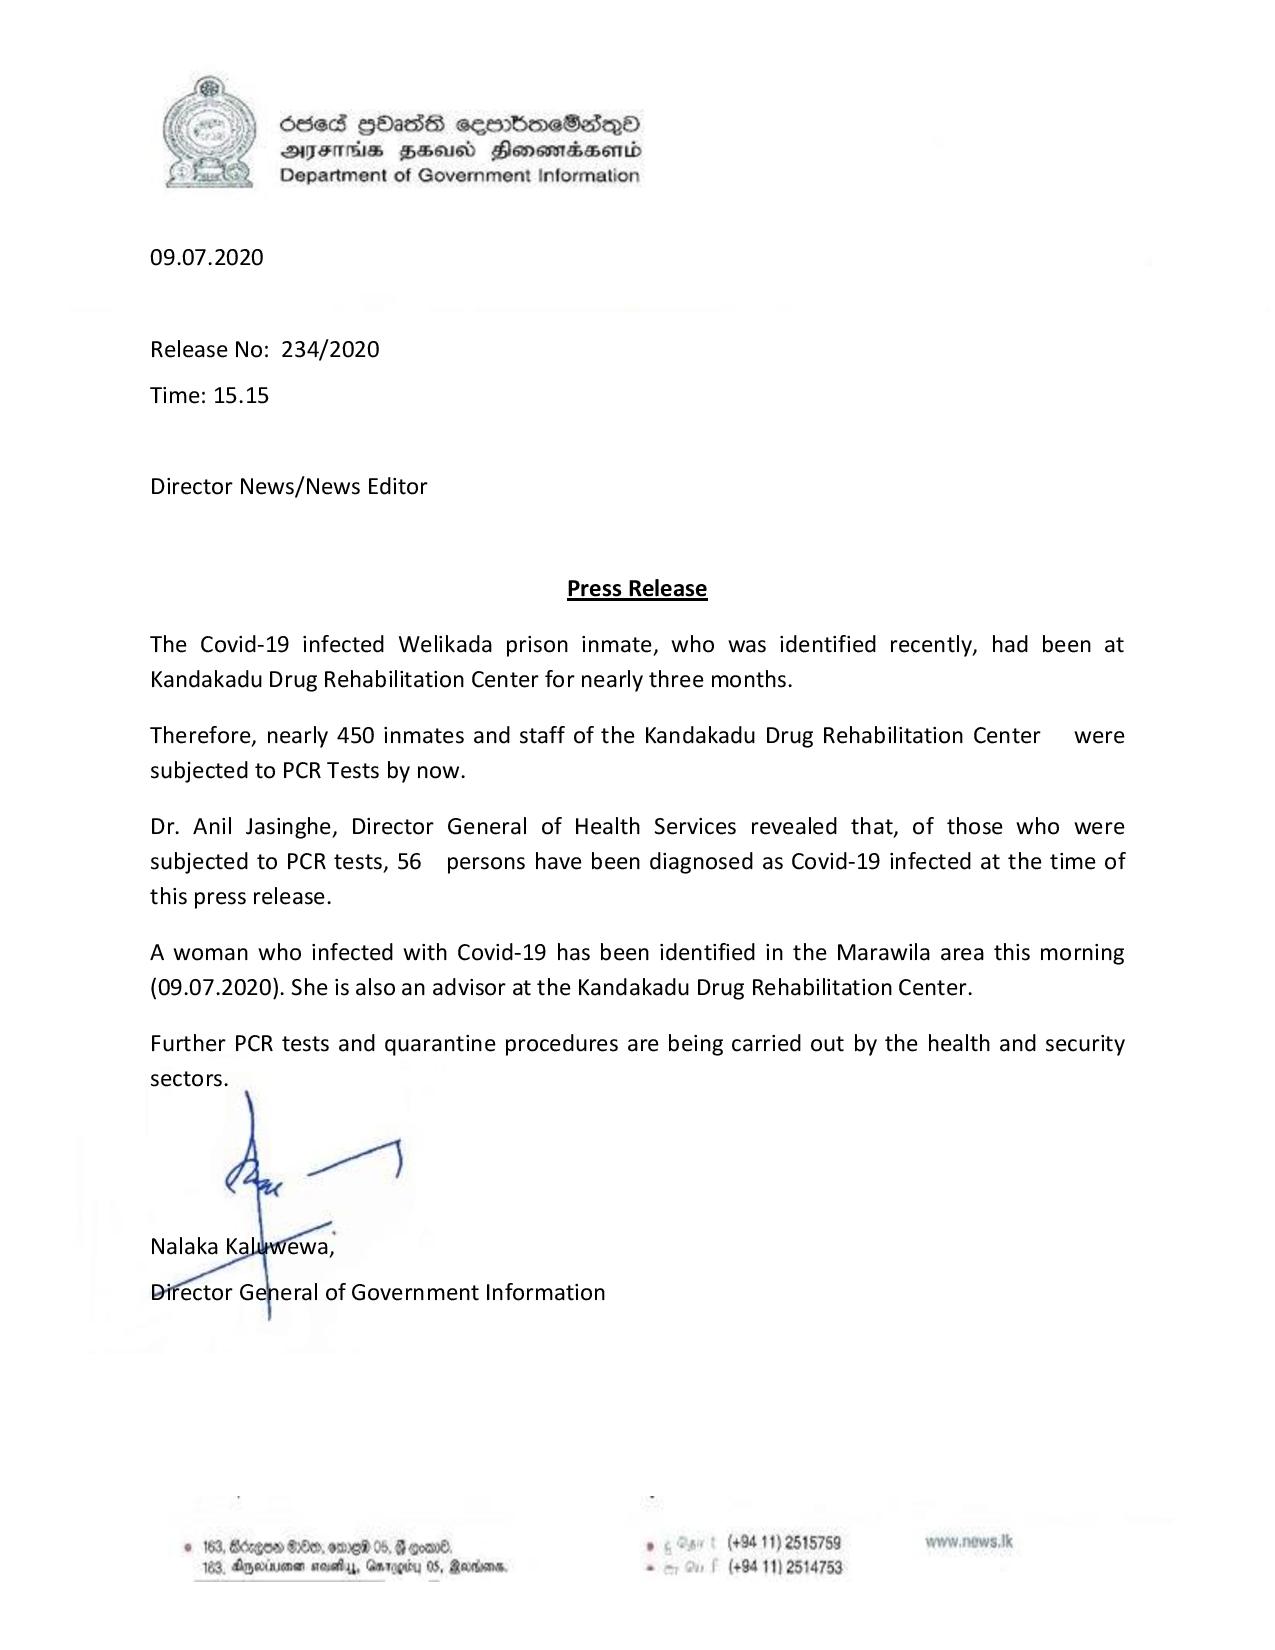 රජයේ ප්‍රවෘත්ති දෙපාර්තමේන්තුව
அரசாங்க தகவல் திணைக்களம்
Department of Government Information
09.07.2020
Release No:  234/2020
Time: 15.15
Director News/News Editor
Press Release
The Covid-19 infected Welikada prison inmate, who was identified recently, had been at
Kandakadu Drug Rehabilitation Center for nearly three months.
Therefore, nearly 450 inmates and staff of the Kandakadu Drug Rehabilitation Center were
subjected to PCR Tests by now.
Dr. Anil Jasinghe, Director General of Health Services revealed that, of those who were
subjected to PCR tests, 56 persons have been diagnosed as Covid-19 infected at the time of
this press release.
A woman who infected with Covid-19 has been identified in the Marawila area this morning
(09.07.2020). She is also an advisor at the Kandakadu Drug Rehabilitation Center.
Further PCR tests and quarantine procedures are being carried out by the health and security
sectors.
Nalaka Kaluwewa,
Director General of Government Information
163, කිරුලපන මාවත, කොළඹ 05, ශ්‍රී ලංකාව.
163, கிருலப்பனை எவனியூ, கொழும்பு 05, இலங்கை.
(+94 11) 2515759
(+94 11) 2514753
www.news.lk